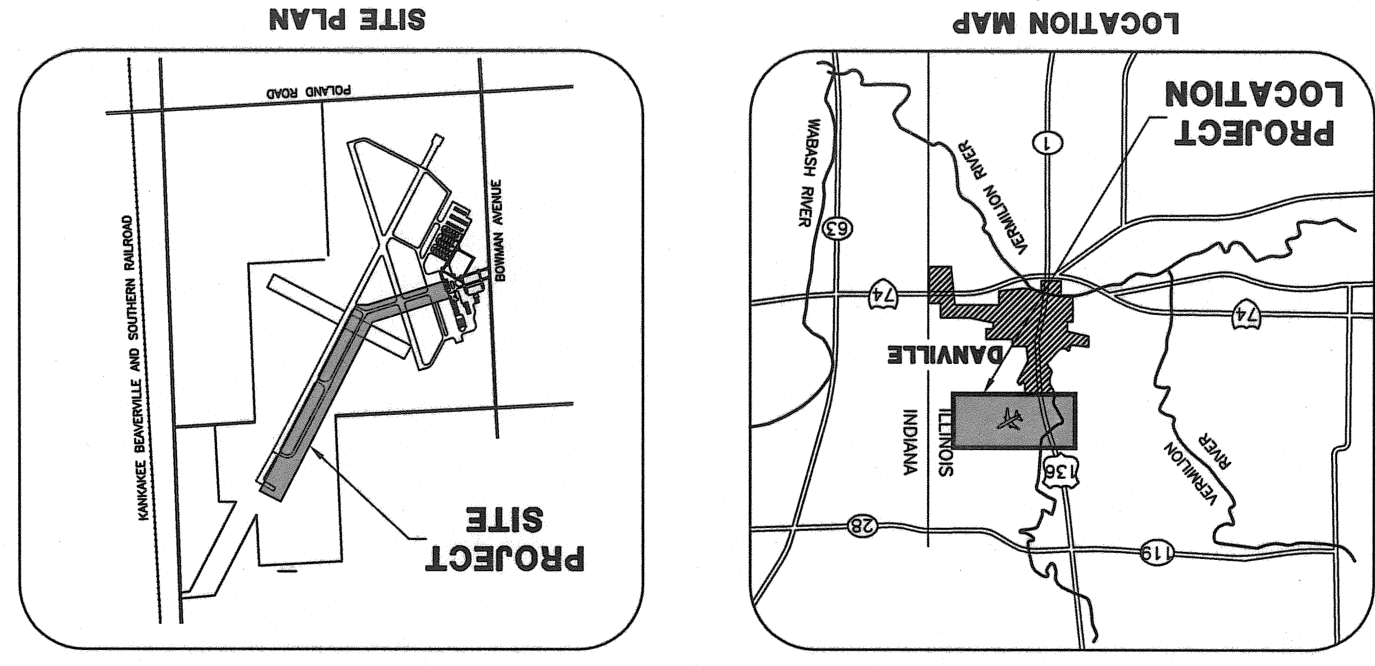 119
28
136
VERMILION
RIVER
ILLINOIS
INDIANA
DANVILLE
74
74
63
VERMILION RIVER
WABASH RIVER
1
PROJECT
LOCATION
LOCATION MAP
PROJECT
SITE
KANKAKEE BEAVERVILLE AND SOUTHERN RAILROAD
BOWMAN AVENUE
POLAND ROAD
SITE PLAN